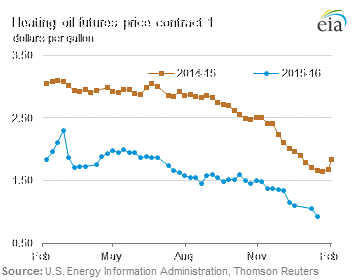 Heating oil futures price contract 1
dollars per gallon
eia
3.50
2014-15
2015-16
2.50
1.50
0.50
Feb
May
Aug
Nov
Feb
Source: U.S. Energy Information Administration, Thomson Reuters